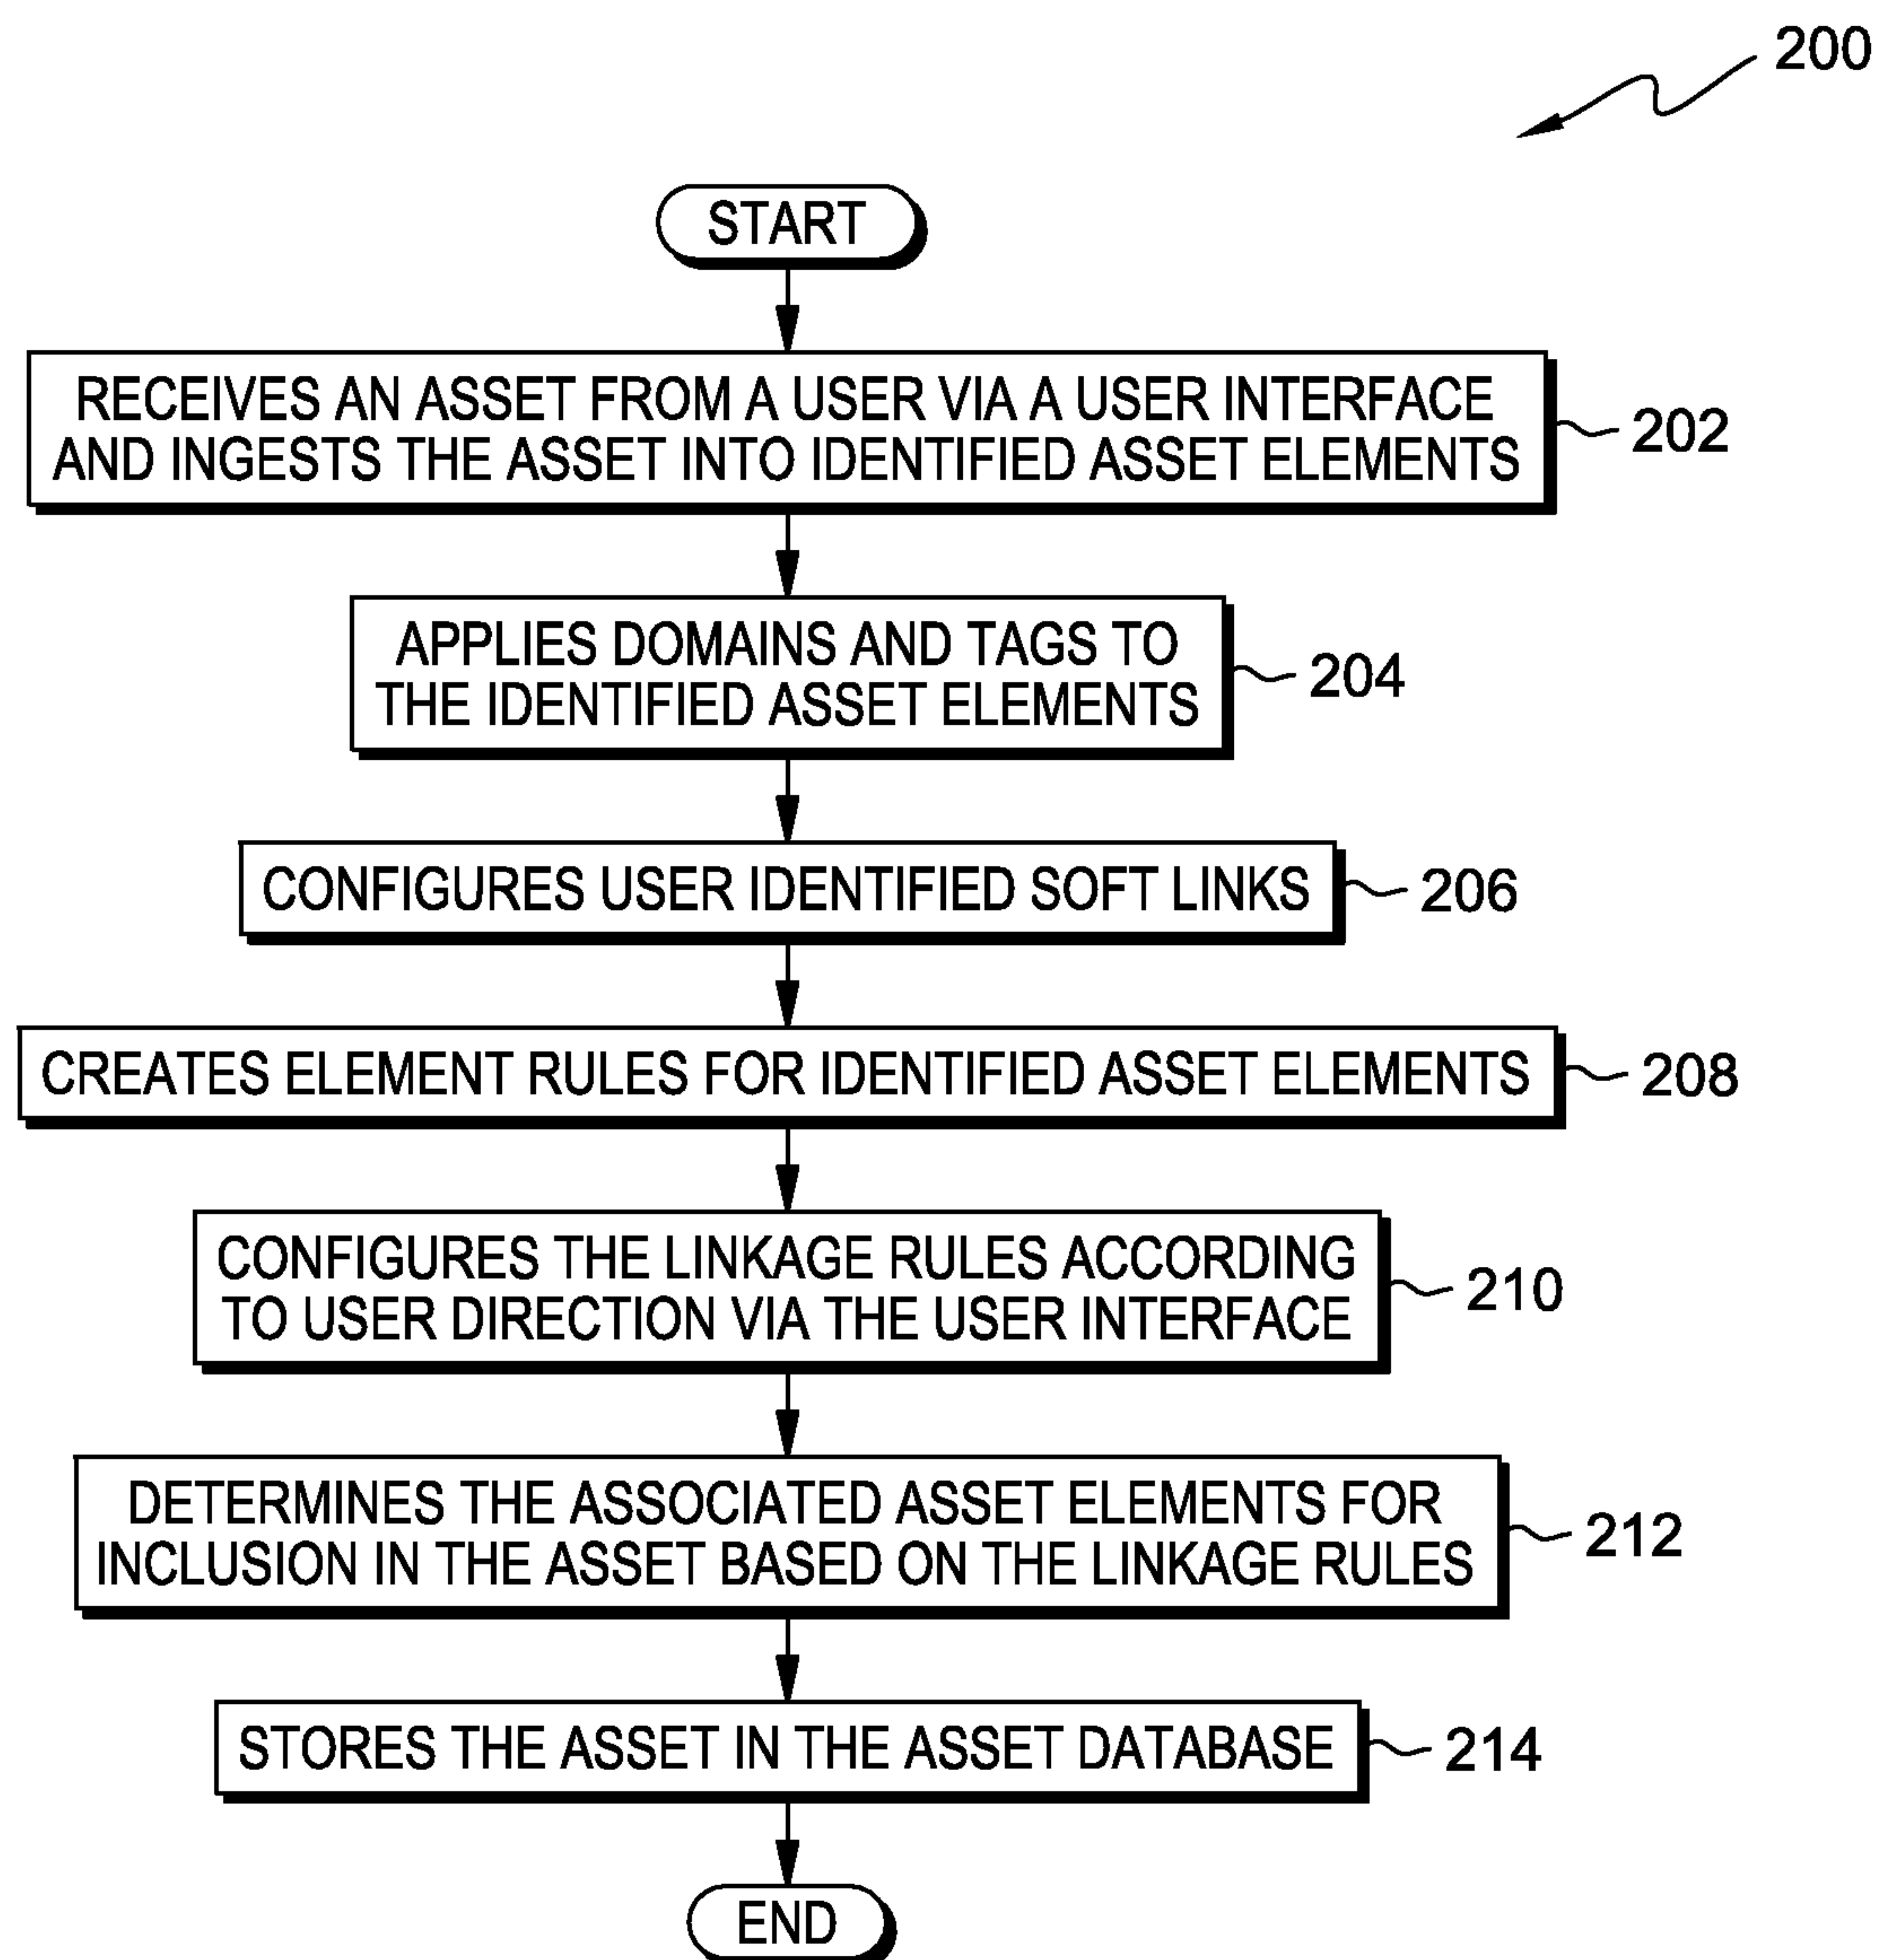 200
START
RECEIVES AN ASSET FROM A USER VIA A USER INTERFACE
AND INGESTS THE ASSET INTO IDENTIFIED ASSET ELEMENTS
202
APPLIES DOMAINS AND TAGS TO
THE IDENTIFIED ASSET ELEMENTS
204
CONFIGURES USER IDENTIFIED SOFT LINKS
206
CREATES ELEMENT RULES FOR IDENTIFIED ASSET ELEMENTS
208
CONFIGURES THE LINKAGE RULES ACCORDING
TO USER DIRECTION VIA THE USER INTERFACE
210
DETERMINES THE ASSOCIATED ASSET ELEMENTS FOR
INCLUSION IN THE ASSET BASED ON THE LINKAGE RULES
212
STORES THE ASSET IN THE ASSET DATABASE
214
END